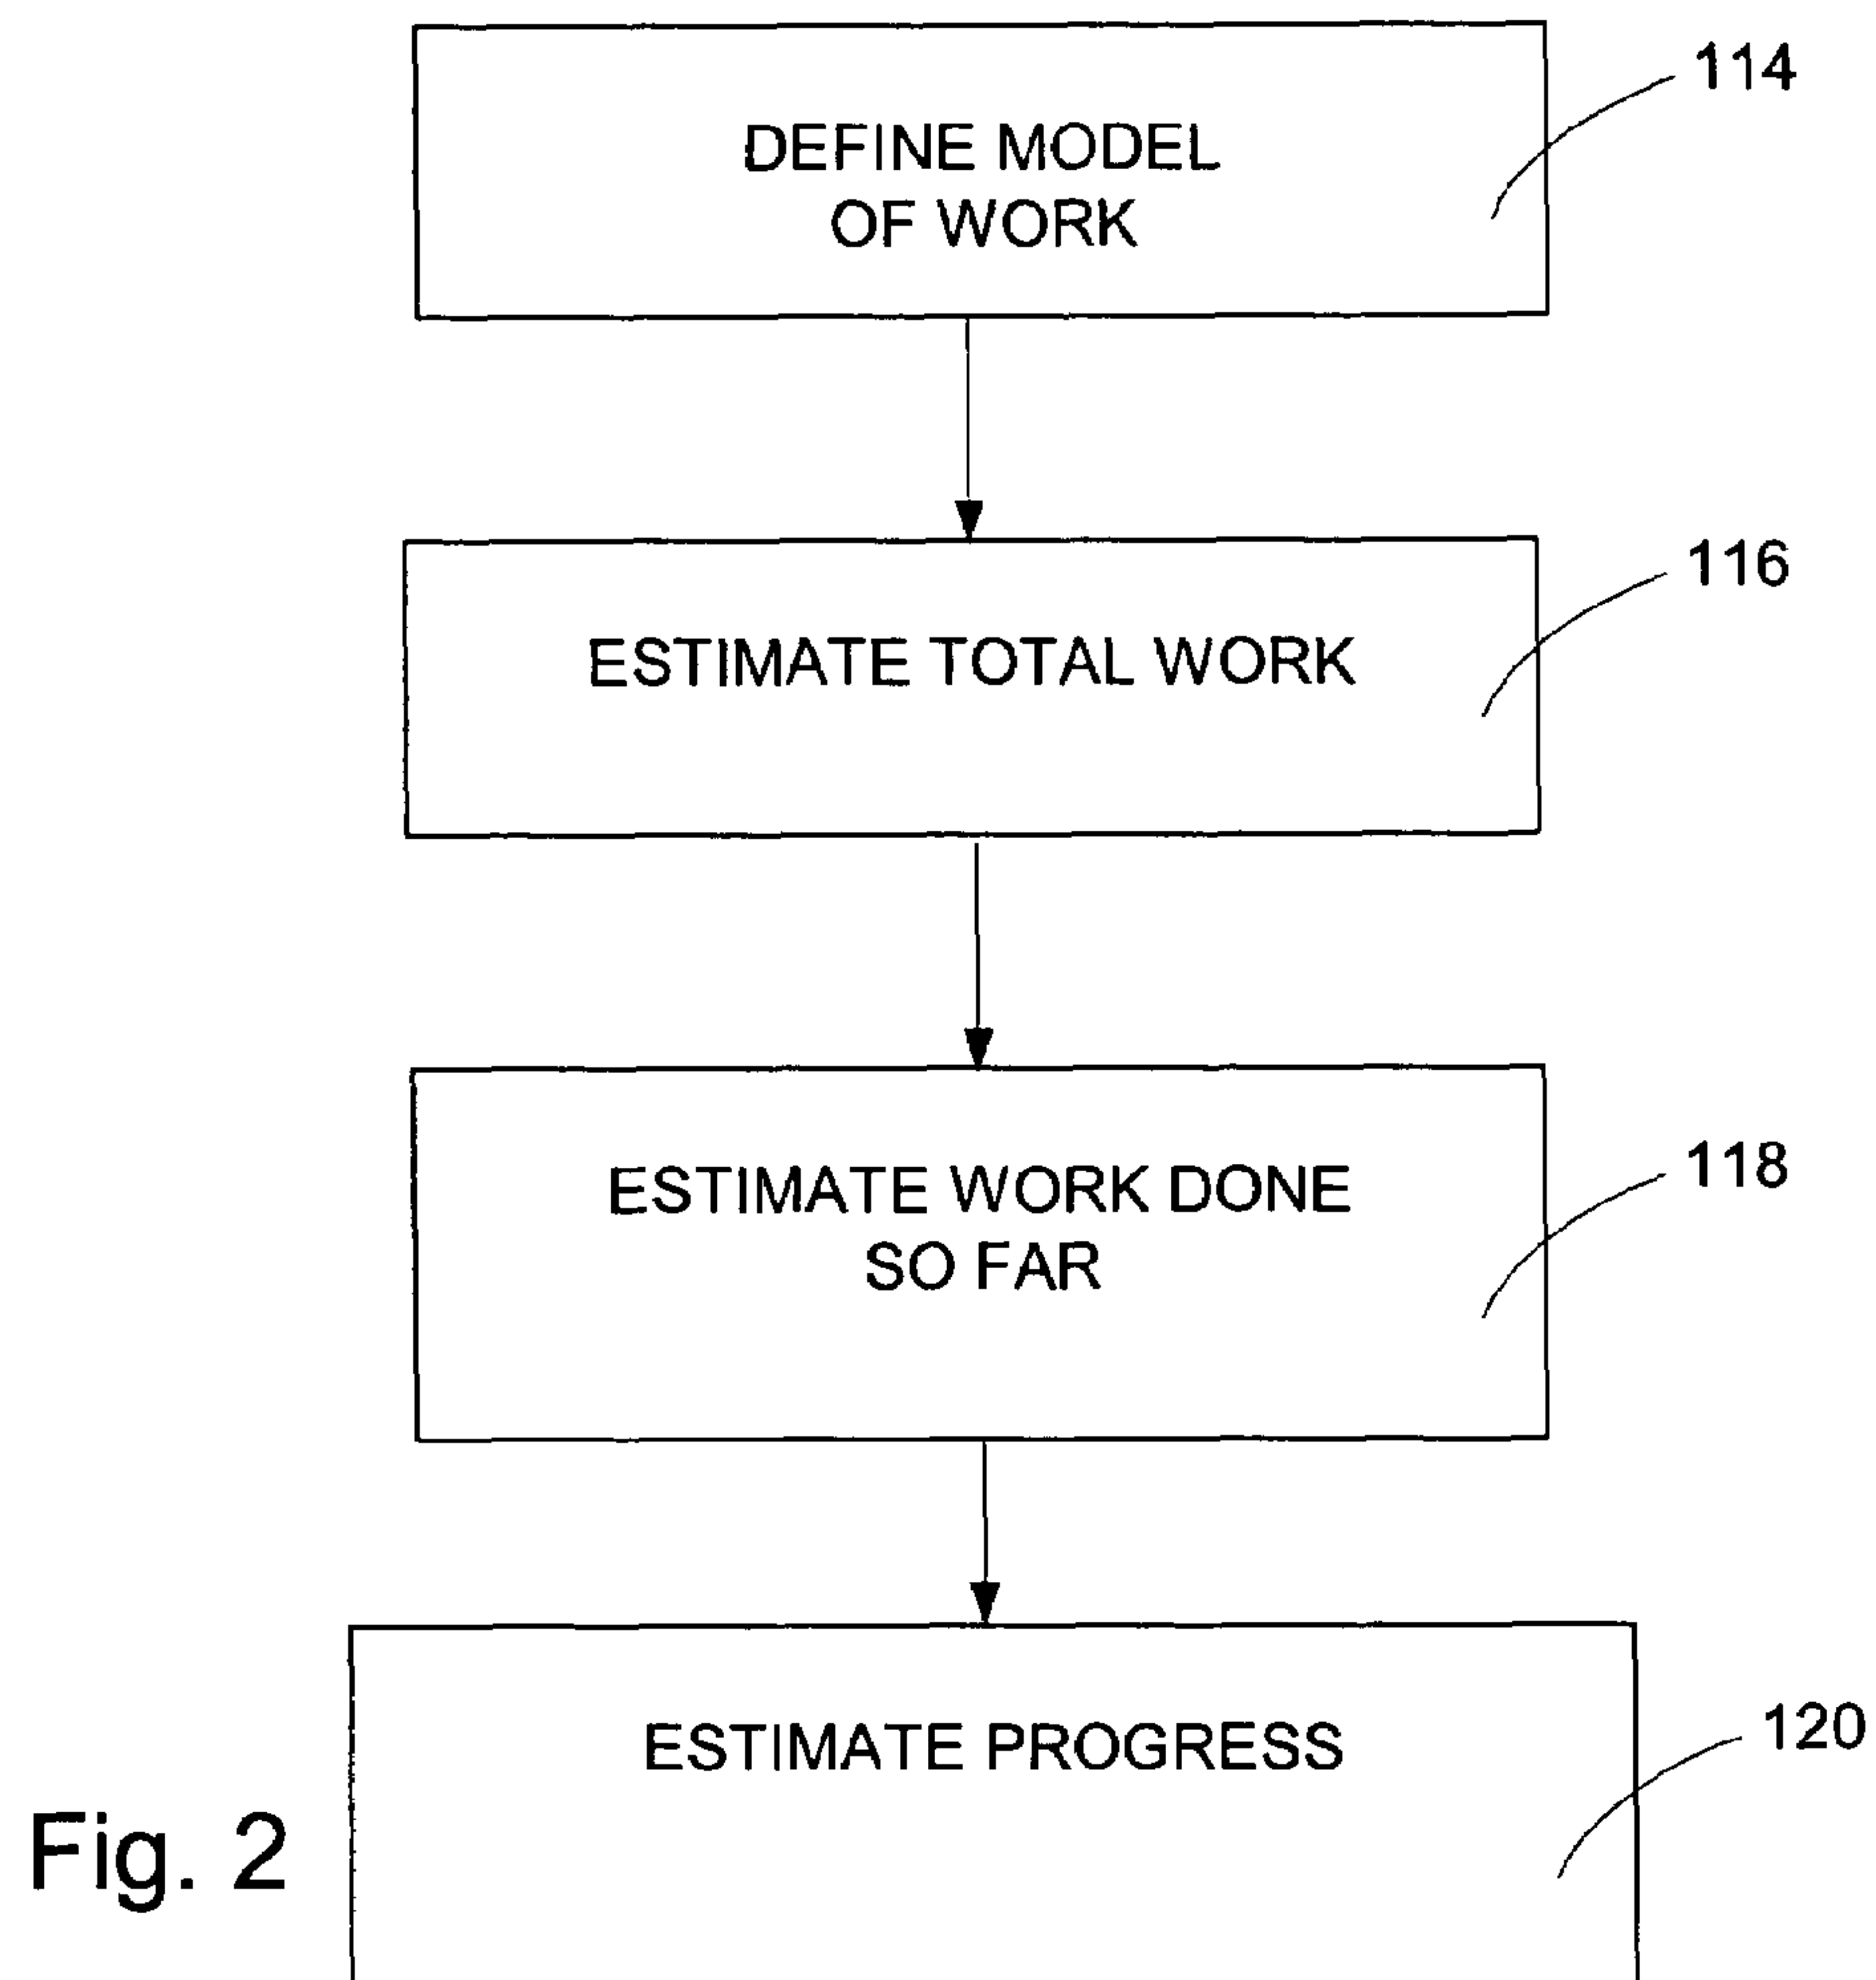 114
DEFINE MODEL
OF WORK
116
ESTIMATE TOTAL WORK
118
ESTIMATE WORK DONE
SO FAR
120
ESTIMATE PROGRESS
Fig. 2